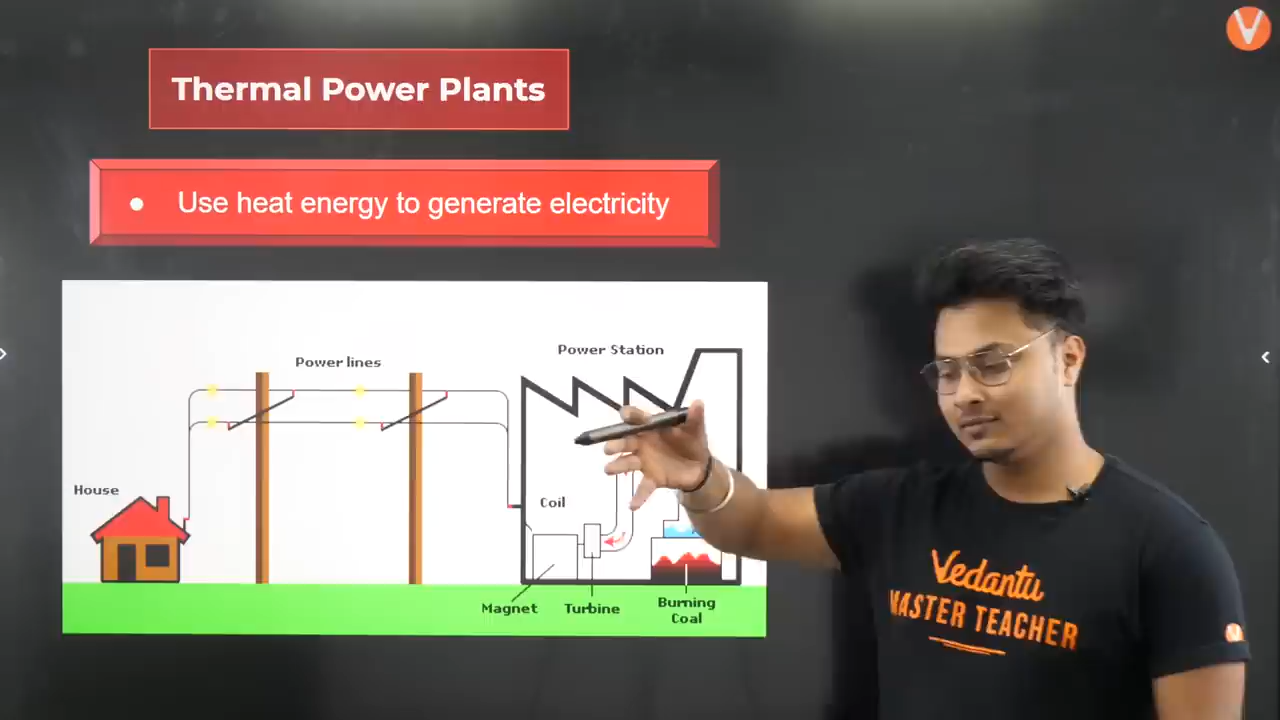 Thermal Power Plants
● Use heat energy to generate electricity
Power lines
Power Station
House
Coil
Magnet
Turbine
Burning
Coal
Vedantu
MASTER TEACHER